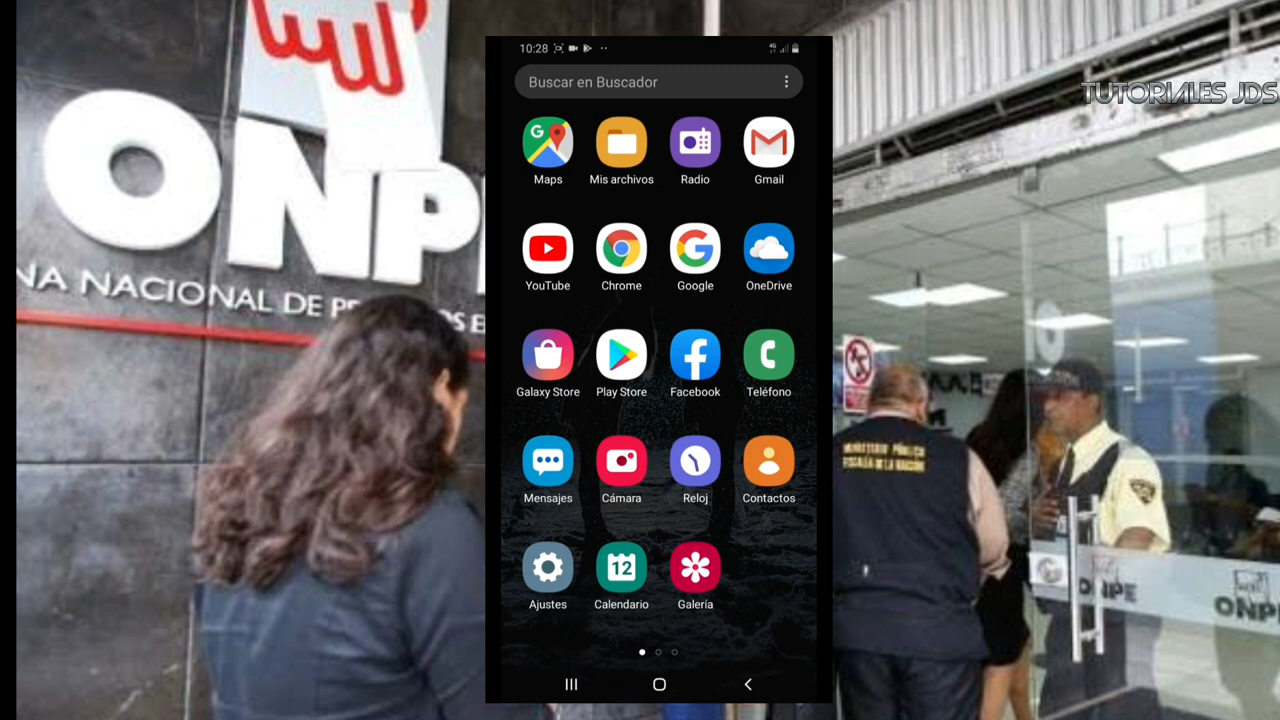 ONPE
NA NACIONAL DE
10:28
Buscar en Buscador
TUTORIALES JDS
Maps
Mis archivos
Radio
Gmail
YouTube
Chrome
Google
OneDrive
Galaxy Store
Play Store
Facebook
Teléfono
Mensajes
Cámara
Reloj
Contactos
Ajustes
12
Calendario
Galería
MINISTERIO PÚBLICO
FISCALÍA DE LA NACIÓN
ONPE
ONP